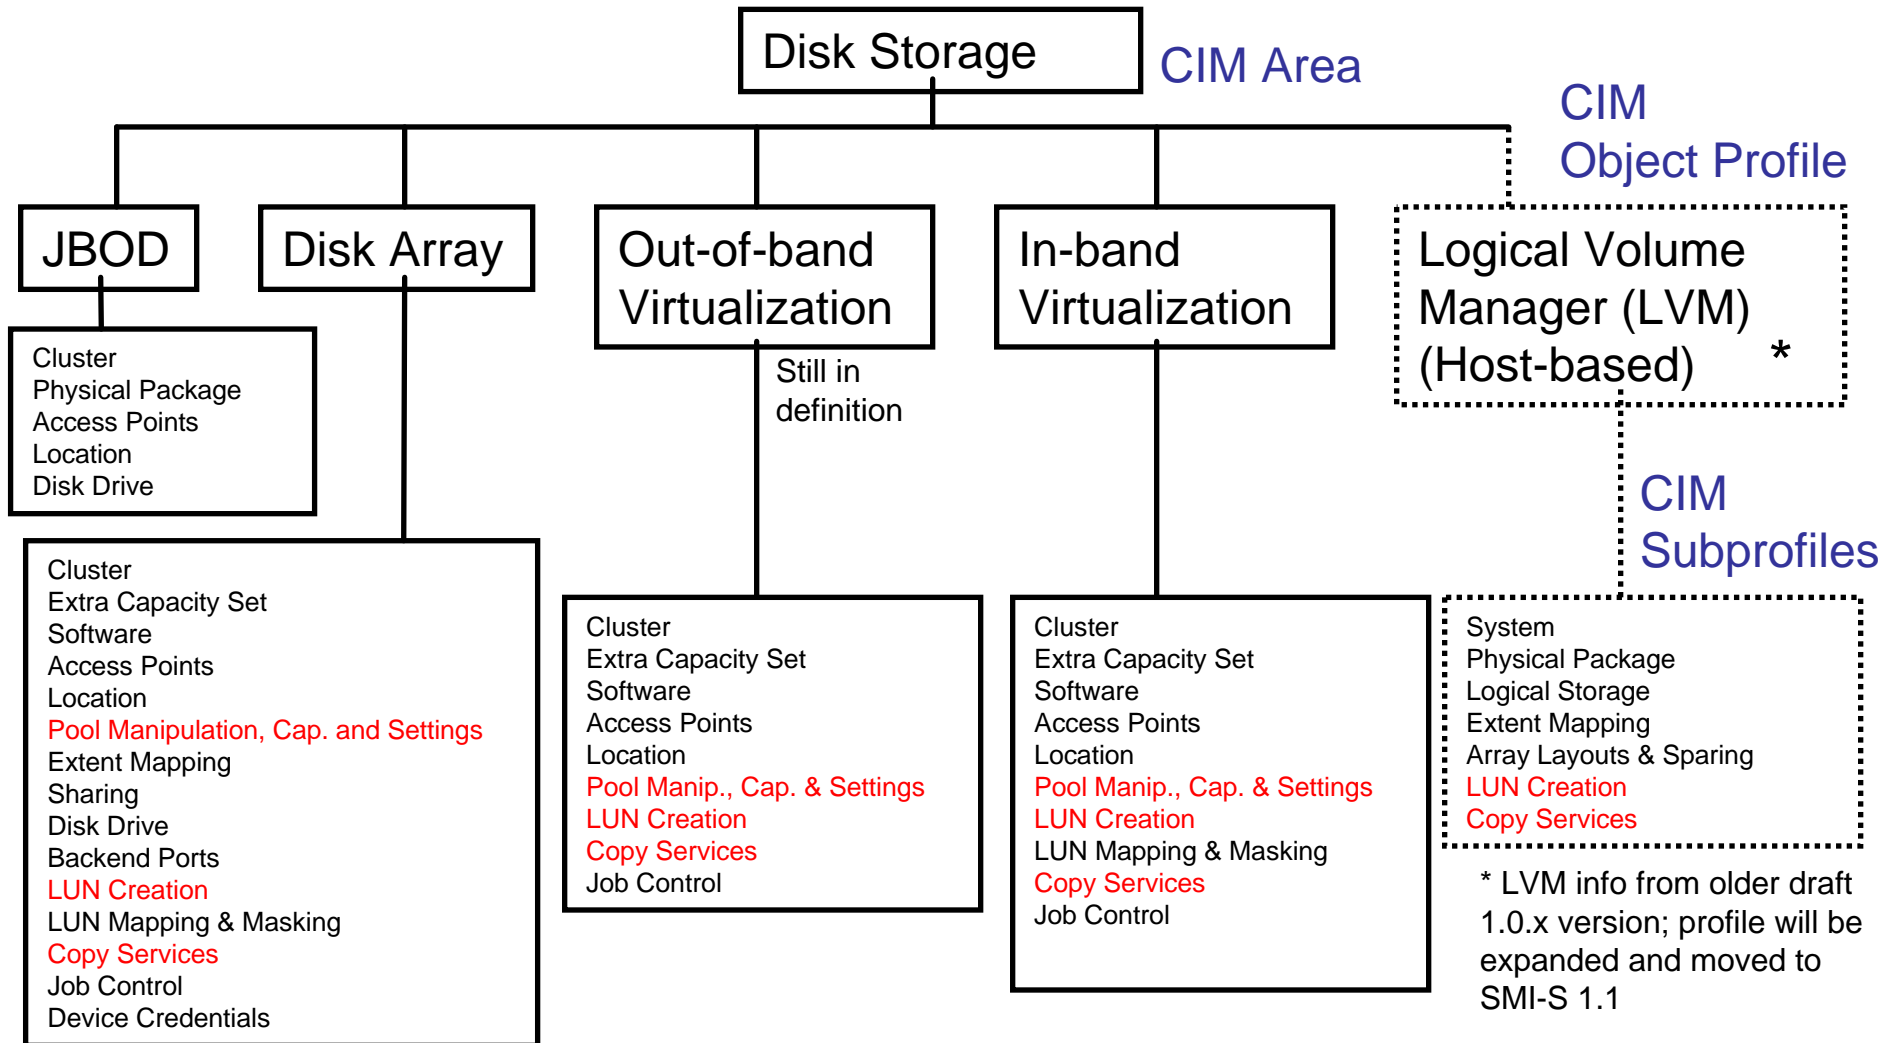 Disk Storage
CIM Area
CIM
Object Profile
JBOD
Disk Array
Out-of-band
Virtualization
In-band
Virtualization
Logical Volume
Manager (LVM)
(Host-based) *
Cluster
Physical Package
Access Points
Location
Disk Drive
Still in
definition
CIM
Subprofiles
Cluster
Extra Capacity Set
Software
Access Points
Location
Pool Manipulation, Cap. and Settings
Extent Mapping
Sharing
Disk Drive
Backend Ports
LUN Creation
LUN Mapping & Masking
Copy Services
Job Control
Device Credentials
Cluster
Extra Capacity Set
Software
Access Points
Location
Pool Manip., Cap. & Settings
LUN Creation
Copy Services
Job Control
Cluster
Extra Capacity Set
Software
Access Points
Location
Pool Manip., Cap. & Settings
LUN Creation
LUN Mapping & Masking
Copy Services
Job Control
System
Physical Package
Logical Storage
Extent Mapping
Array Layouts & Sparing
LUN Creation
Copy Services
* LVM info from older draft
1.0.x version; profile will be
expanded and moved to
SMI-S 1.1